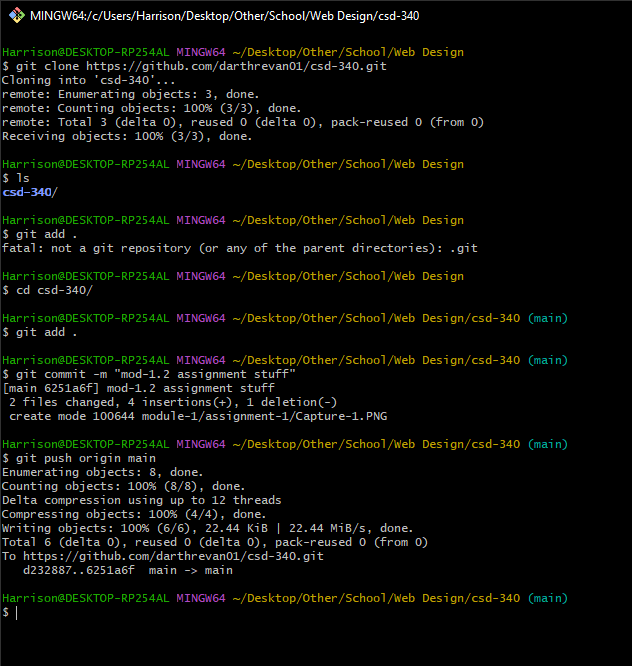 MINGW64:/c/Users/Harrison/Desktop/Other/School/Web Design/csd-340
Harrison@DESKTOP-RP254AL MINGW64 ~/Desktop/Other/School/Web Design
$ git clone https://github.com/darthrevan01/csd-340.git
Cloning into 'csd-340'...
remote: Enumerating objects: 3, done.
remote: Counting objects: 100% (3/3), done.
remote: Total 3 (delta 0), reused 0 (delta 0), pack-reused 0 (from 0)
Receiving objects: 100% (3/3), done.
Harrison@DESKTOP-RP254AL MINGW64 ~/Desktop/Other/School/Web Design
$ ls
csd-340/
Harrison@DESKTOP-RP254AL MINGW64 ~/Desktop/Other/School/Web Design
$ git add .
fatal: not a git repository (or any of the parent directories): .git
Harrison@DESKTOP-RP254AL MINGW64 ~/Desktop/Other/School/Web Design
$ cd csd-340/
Harrison@DESKTOP-RP254AL MINGW64 ~/Desktop/Other/School/Web Design/csd-340 (main)
$ git add .
Harrison@DESKTOP-RP254AL MINGW64 ~/Desktop/Other/School/Web Design/csd-340 (main)
$ git commit -m "mod-1.2 assignment stuff"
[main 6251a6f] mod-1.2 assignment stuff
2 files changed, 4 insertions(+), 1 deletion(-)
create mode 100644 module-1/assignment-1/Capture-1.PNG
Harrison@DESKTOP-RP254AL MINGW64 ~/Desktop/Other/School/Web Design/csd-340 (main)
$ git push origin main
Enumerating objects: 8, done.
Counting objects: 100% (8/8), done.
Delta compression using up to 12 threads
Compressing objects: 100% (4/4), done.
Writing objects: 100% (6/6), 22.44 KiB | 22.44 MiB/s, done.
Total 6 (delta 0), reused 0 (delta 0), pack-reused 0 (from 0)
To https://github.com/darthrevan01/csd-340.git
d232887..6251a6f  main -> main
Harrison@DESKTOP-RP254AL MINGW64 ~/Desktop/Other/School/Web Design/csd-340 (main)
$